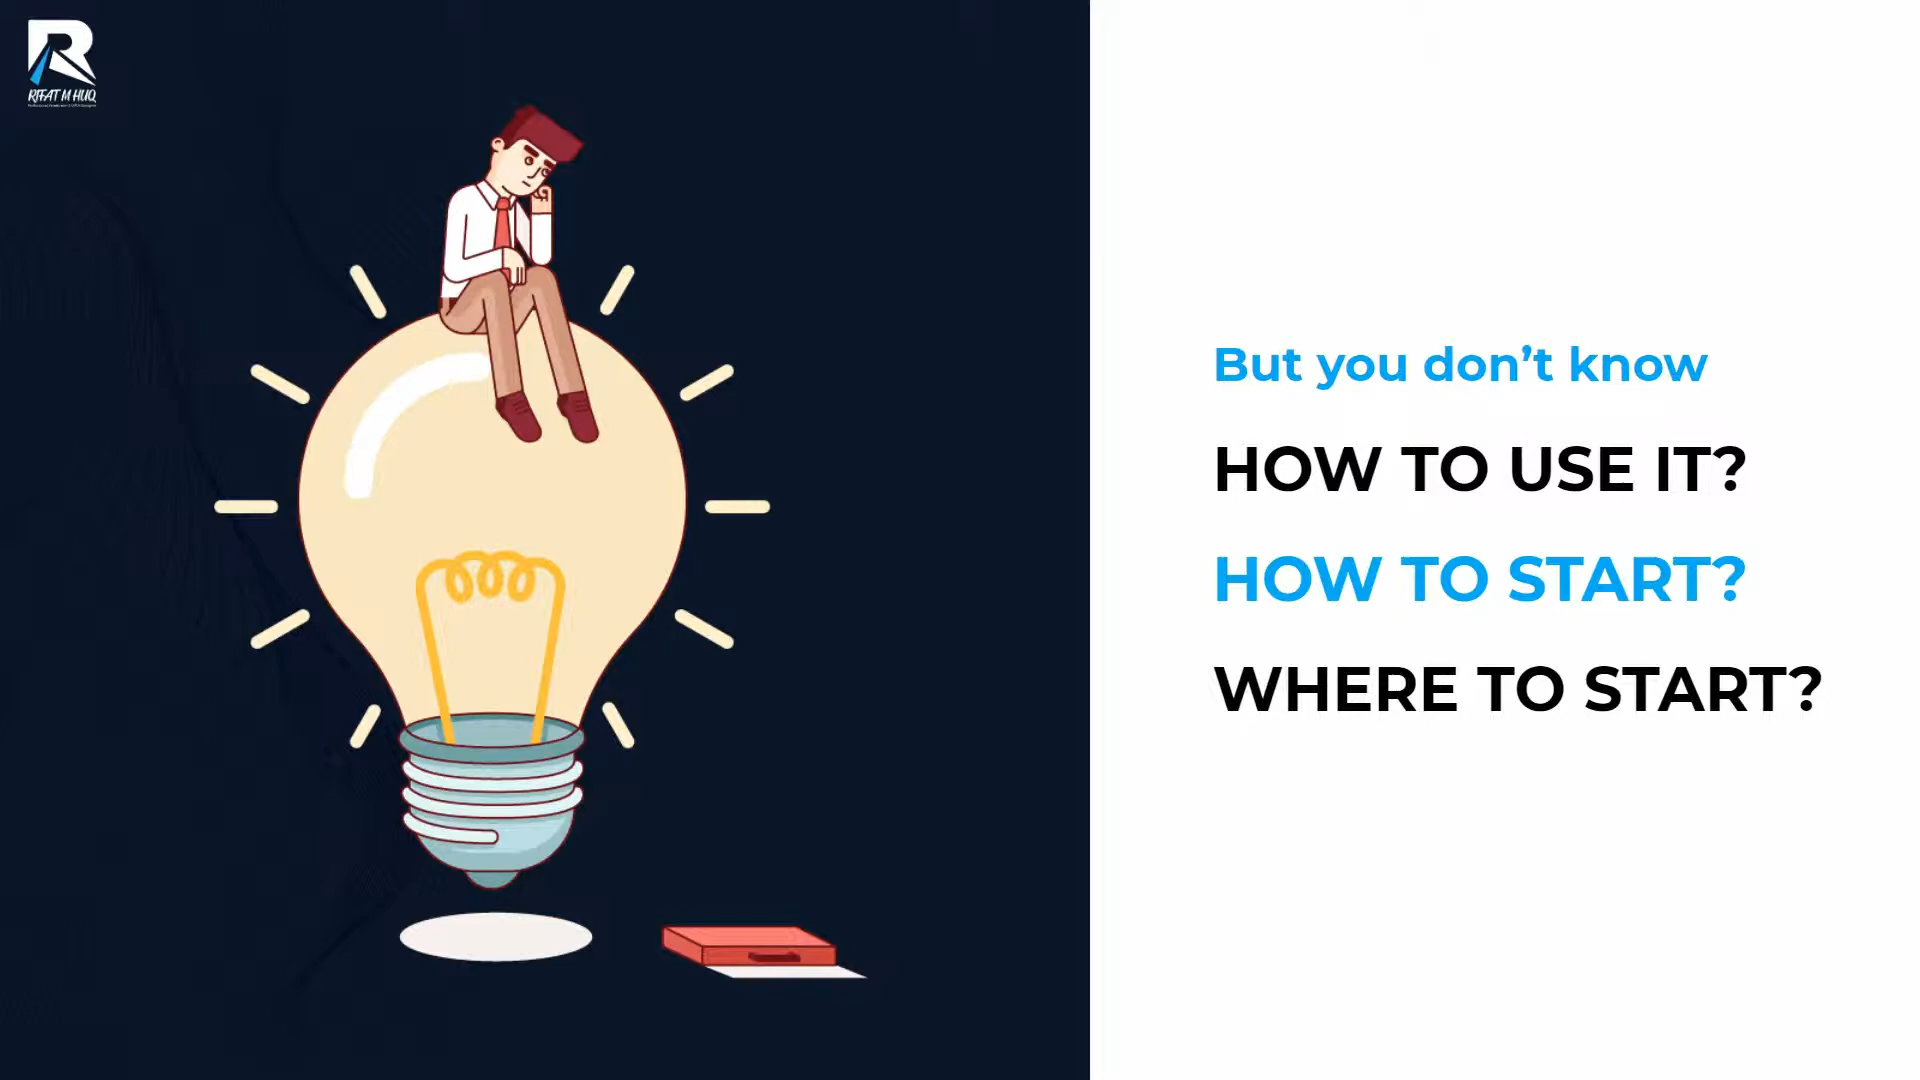 RIFAT M HUQ
But you don’t know
HOW TO USE IT?
HOW TO START?
WHERE TO START?